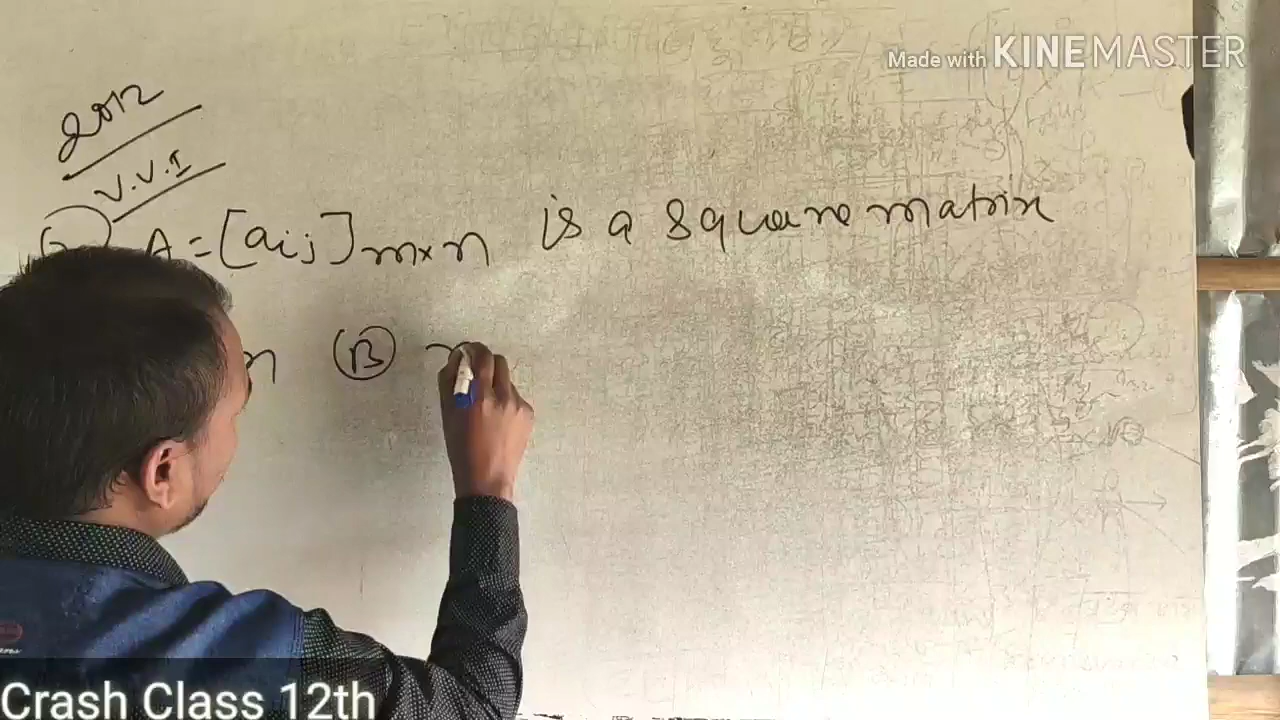 Made with KINEMASTER
2012
V.V.I
A = [aij]m×n is a square matrix
n (B)
Crash Class 12th